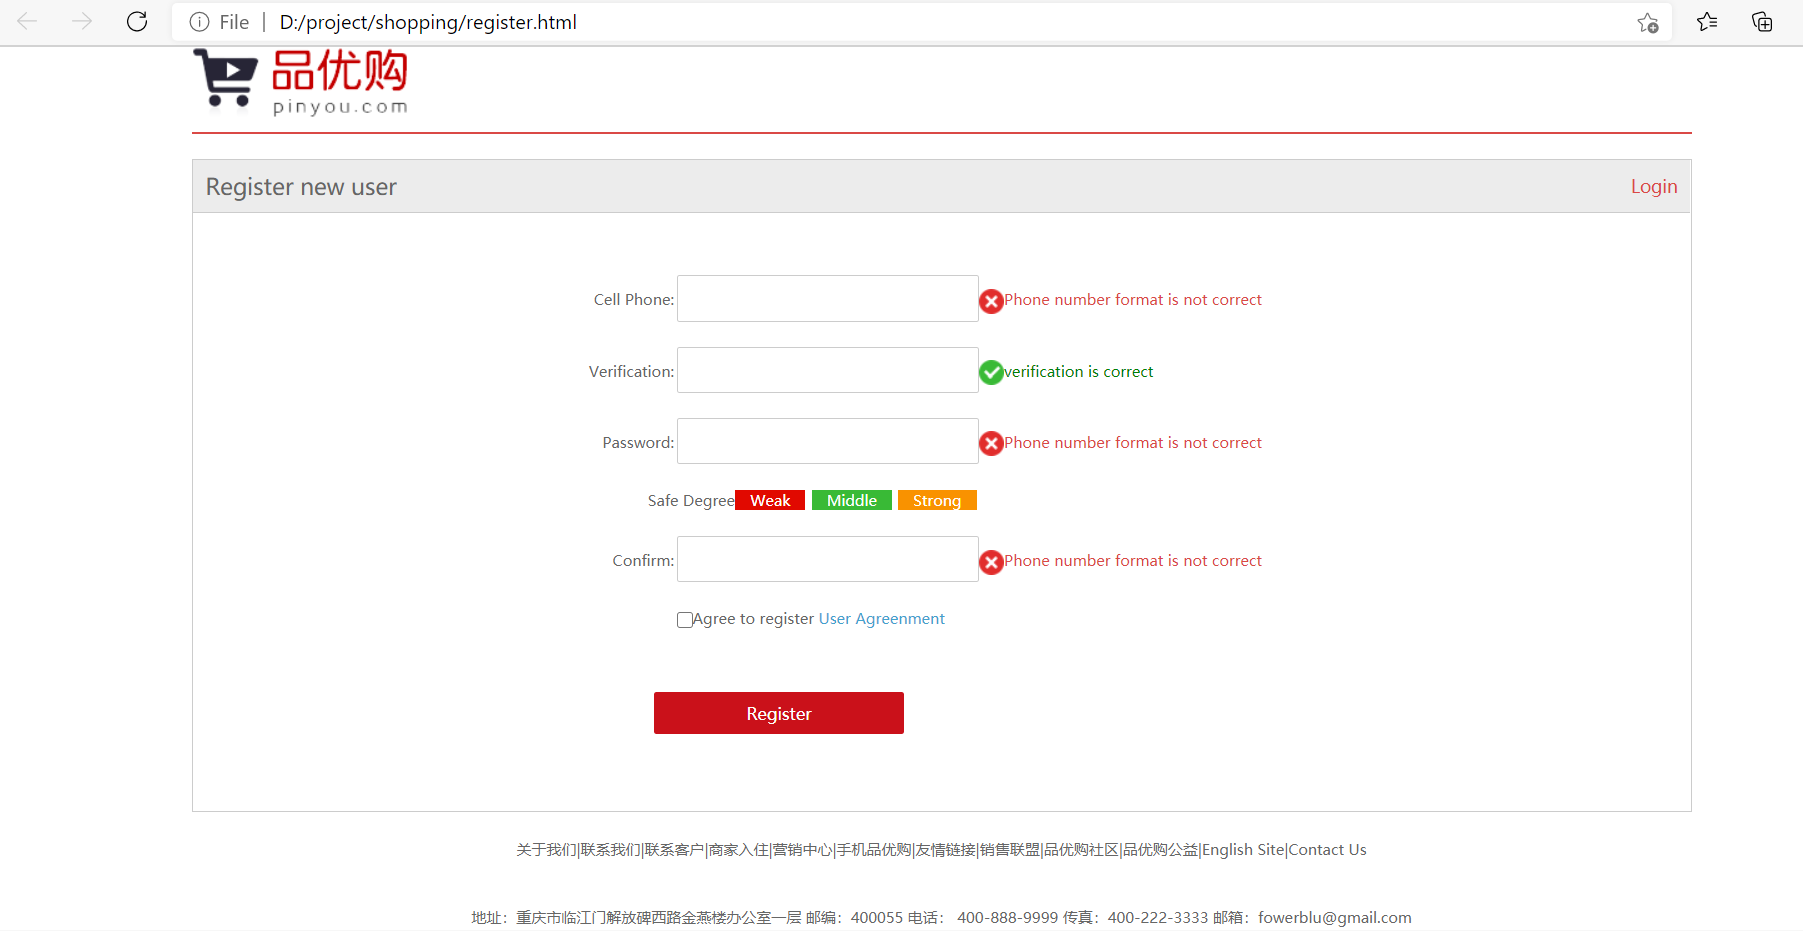 File | D:/project/shopping/register.html
品优购
pinyou.com
Register new user
Login
Cell Phone:
Phone number format is not correct
Verification:
verification is correct
Password:
Phone number format is not correct
Safe Degree Weak Middle Strong
Confirm:
Phone number format is not correct
Agree to register User Agreenment
Register
关于我们|联系我们|联系客户|商家入住|营销中心|手机品优购|友情链接|销售联盟|品优购社区|品优购公益|English Site|Contact Us
地址：重庆市临江门解放碑西路金燕楼办公室一层 邮编：400055 电话： 400-888-9999 传真：400-222-3333 邮箱：fowerblu@gmail.com